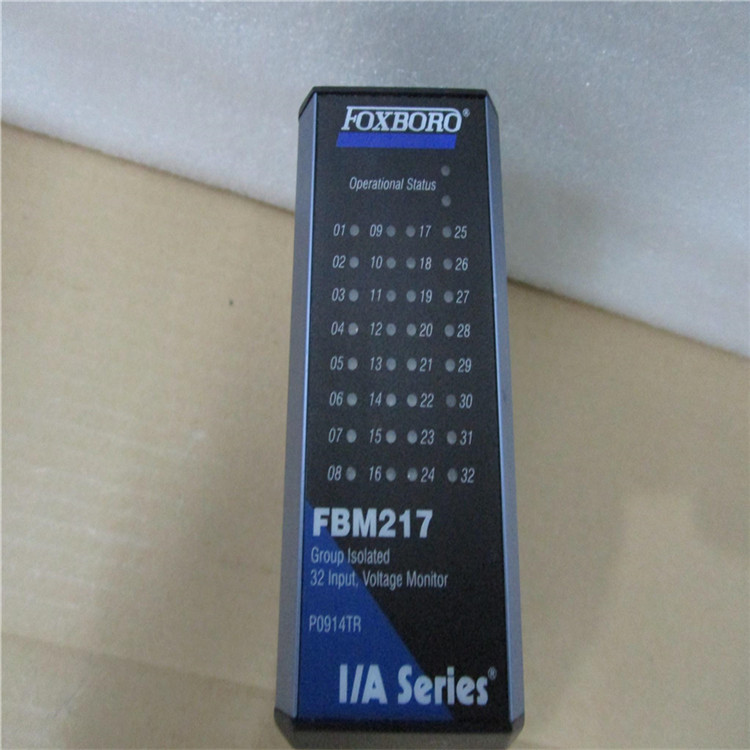 FOXBORO®
Operational Status
01 09 17 25
02 10 18 26
03 11 19 27
04 12 20 28
05 13 21 29
06 14 22 30
07 15 23 31
08 16 24 32
FBM217
Group Isolated
32 Input, Voltage Monitor
P0914TR
I/A Series®